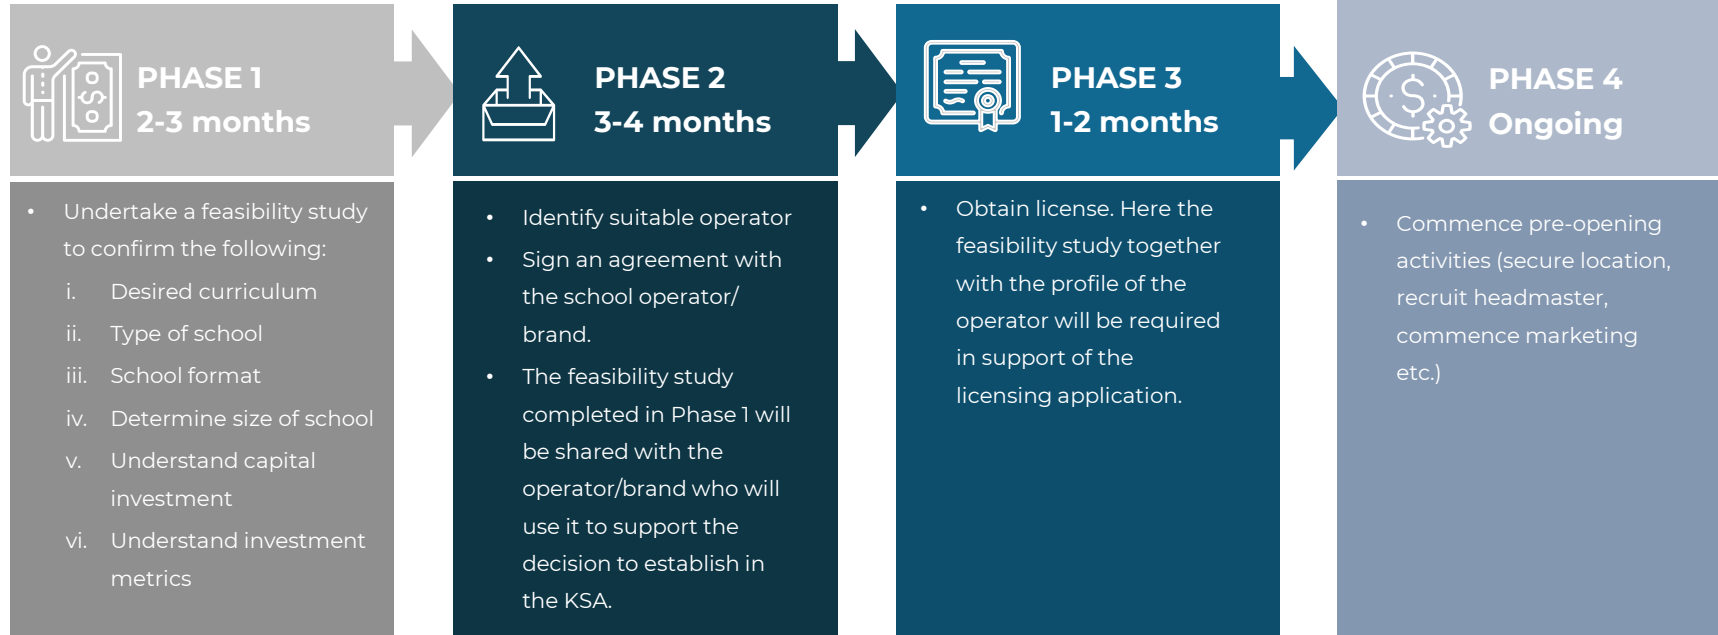 PHASE 1
2-3 months
• Undertake a feasibility study
to confirm the following:
i. Desired curriculum
ii. Type of school
iii. School format
iv. Determine size of school
v. Understand capital
investment
vi. Understand investment
metrics
PHASE 2
3-4 months
• Identify suitable operator
• Sign an agreement with
the school operator/
brand.
• The feasibility study
completed in Phase 1 will
be shared with the
operator/brand who will
use it to support the
decision to establish in
the KSA.
PHASE 3
1-2 months
• Obtain license. Here the
feasibility study together
with the profile of the
operator will be required
in support of the
licensing application.
PHASE 4
Ongoing
• Commence pre-opening
activities (secure location,
recruit headmaster,
commence marketing
etc.)